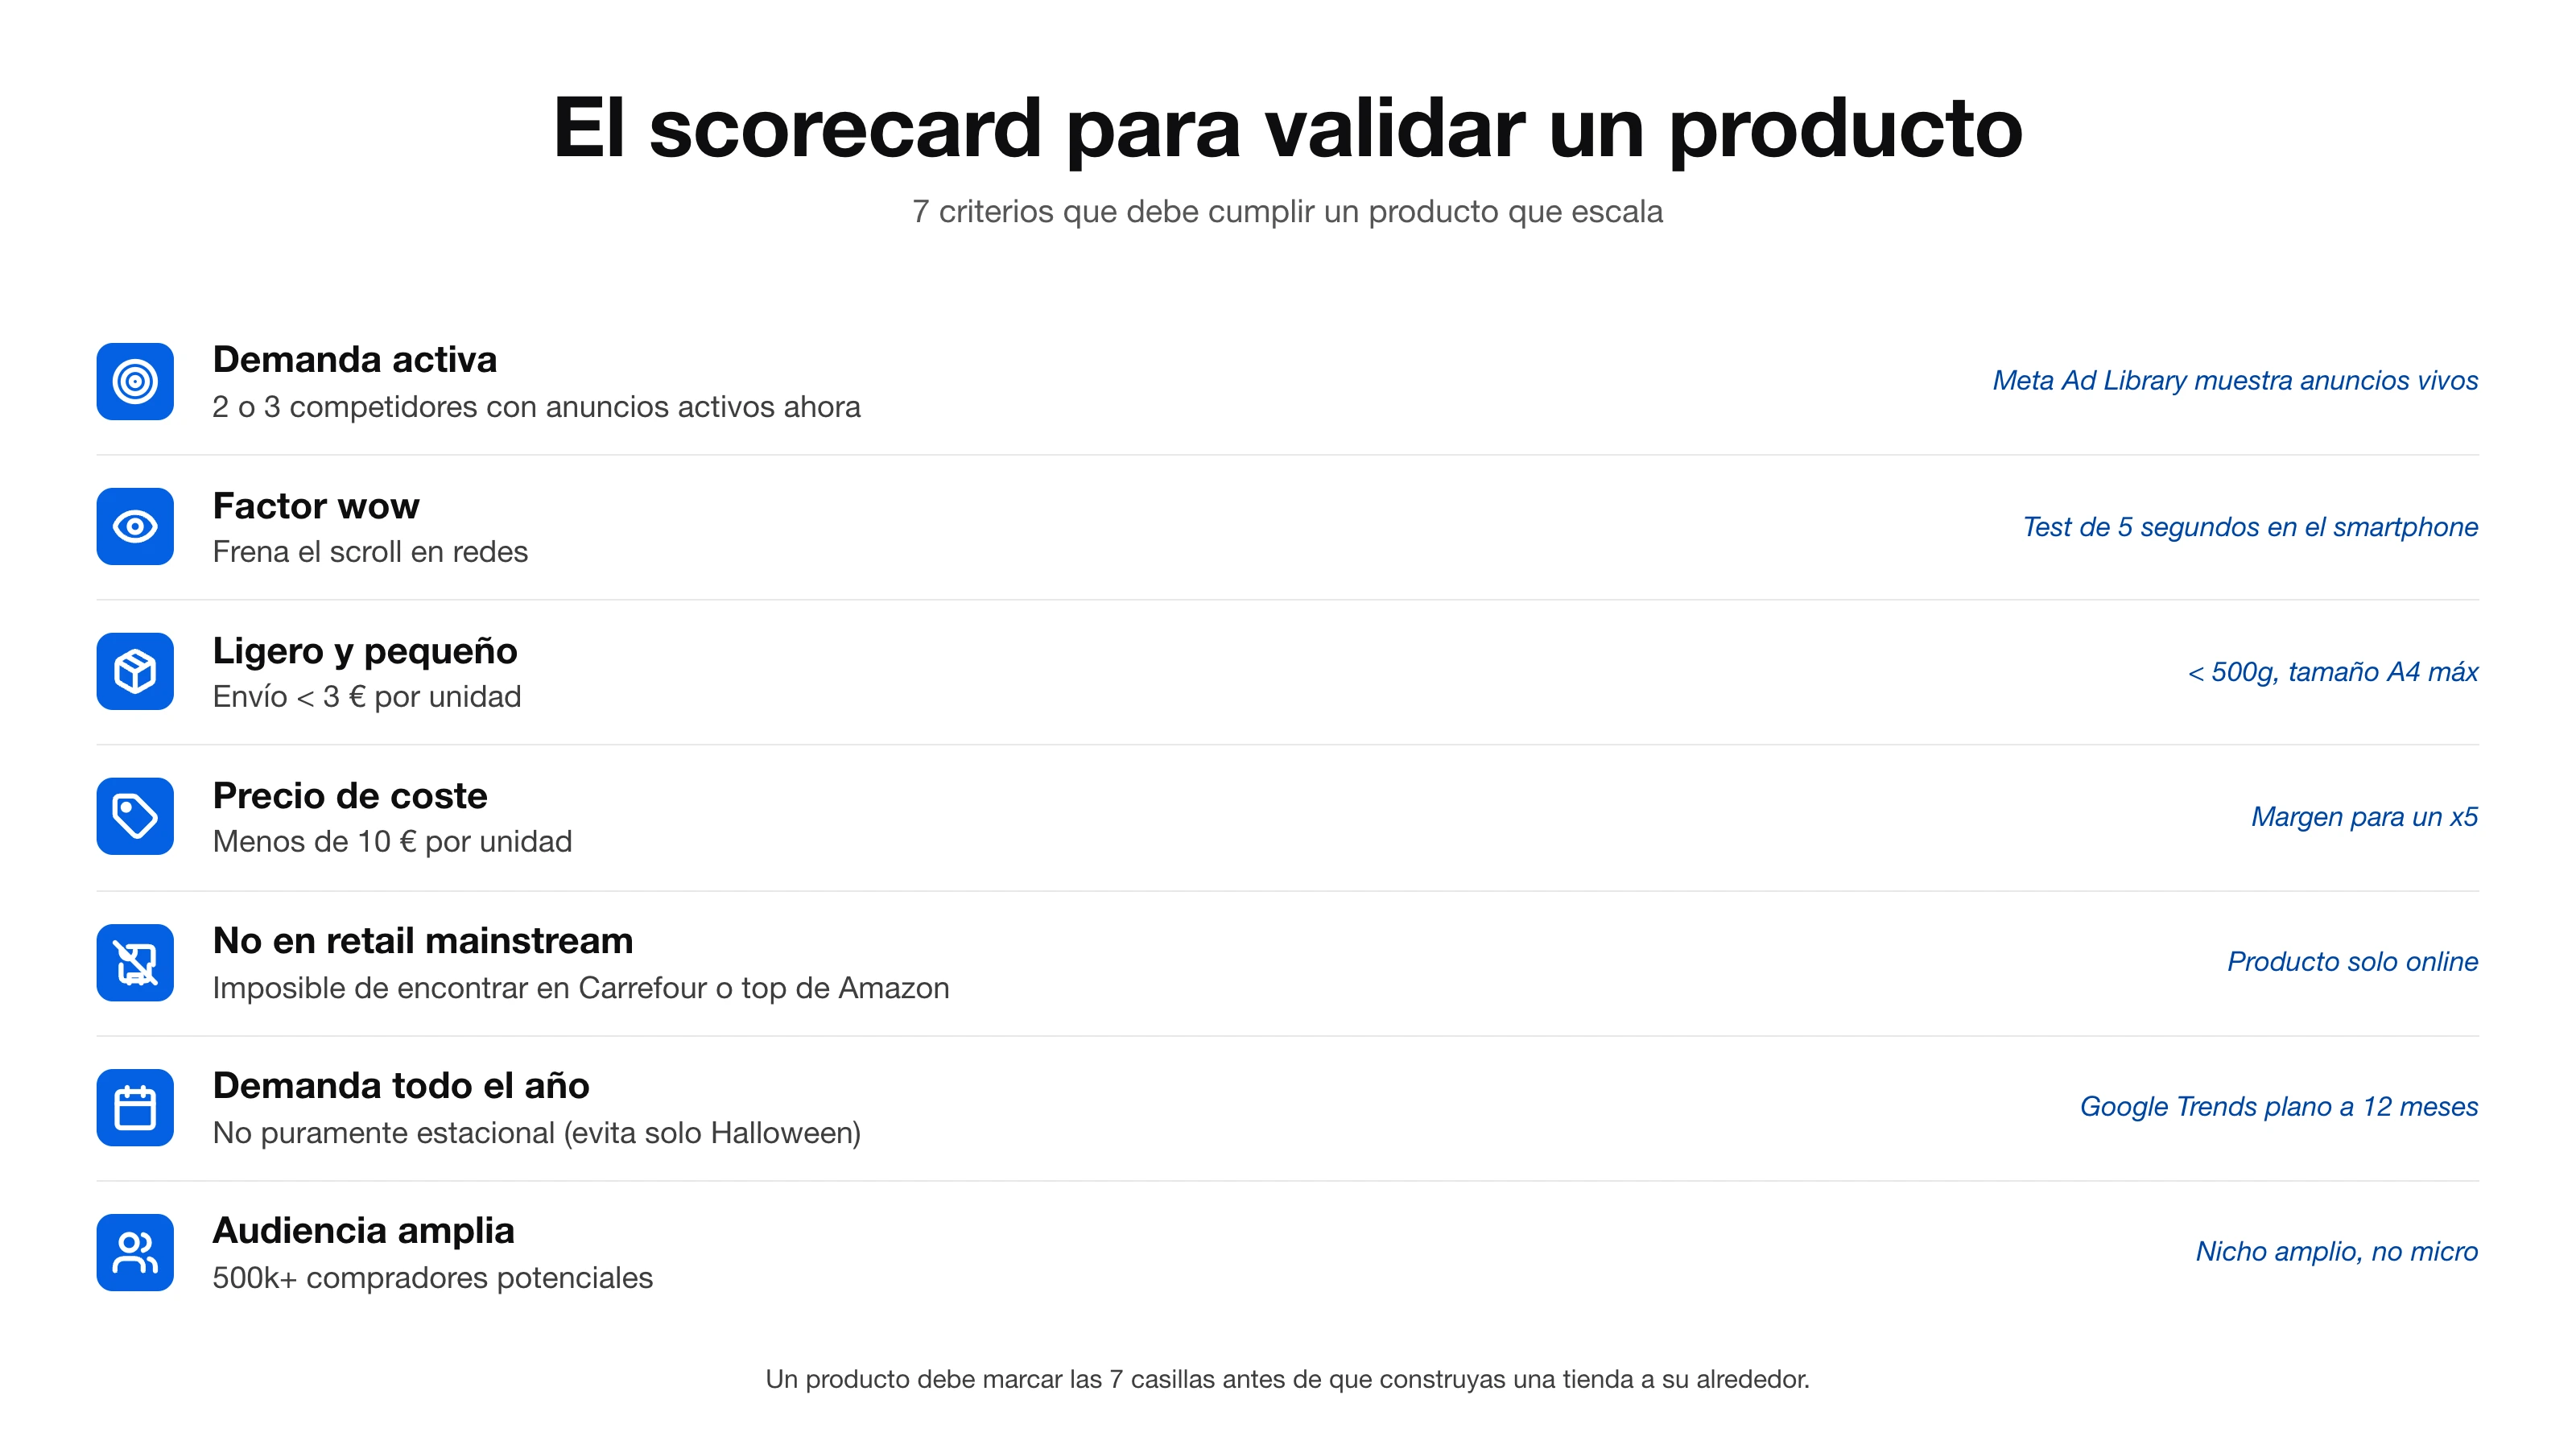 El scorecard para validar un producto
7 criterios que debe cumplir un producto que escala
Demanda activa
2 o 3 competidores con anuncios activos ahora
Meta Ad Library muestra anuncios vivos
Factor wow
Frena el scroll en redes
Test de 5 segundos en el smartphone
Ligero y pequeño
Envío < 3 € por unidad
< 500g, tamaño A4 máx
Precio de coste
Menos de 10 € por unidad
Margen para un x5
No en retail mainstream
Imposible de encontrar en Carrefour o top de Amazon
Producto solo online
Demanda todo el año
No puramente estacional (evita solo Halloween)
Google Trends plano a 12 meses
Audiencia amplia
500k+ compradores potenciales
Nicho amplio, no micro
Un producto debe marcar las 7 casillas antes de que construyas una tienda a su alrededor.